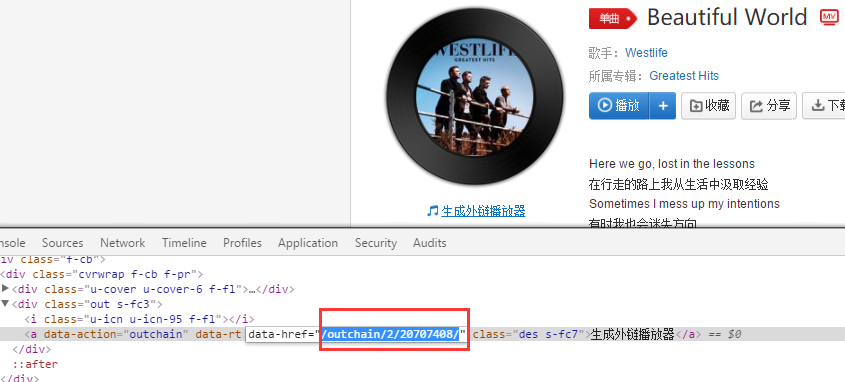 单曲 Beautiful World MV
WESTLIFE
GREATEST HITS
歌手：Westlife
所属专辑：Greatest Hits
播放 + 收藏 分享 下
生成外链播放器
Here we go, lost in the lessons
在行走的路上我从生活中汲取经验
Sometimes I mess up my intentions
有时我也会迷失方向
nsole Sources Network Timeline Profiles Application Security Audits
iv class="f-cb">
<div class="cvrwrap f-cb f-pr">
▶<div class="u-cover u-cover-6 f-fl">…</div>
▼<div class="out s-fc3">
<i class="u-icn u-icn-95 f-fl"></i>
<a data-action="outchain" data-rt data-href="/outchain/2/20707408/" class="des s-fc7">生成外链播放器</a> == $0
</div>
::after
</div>